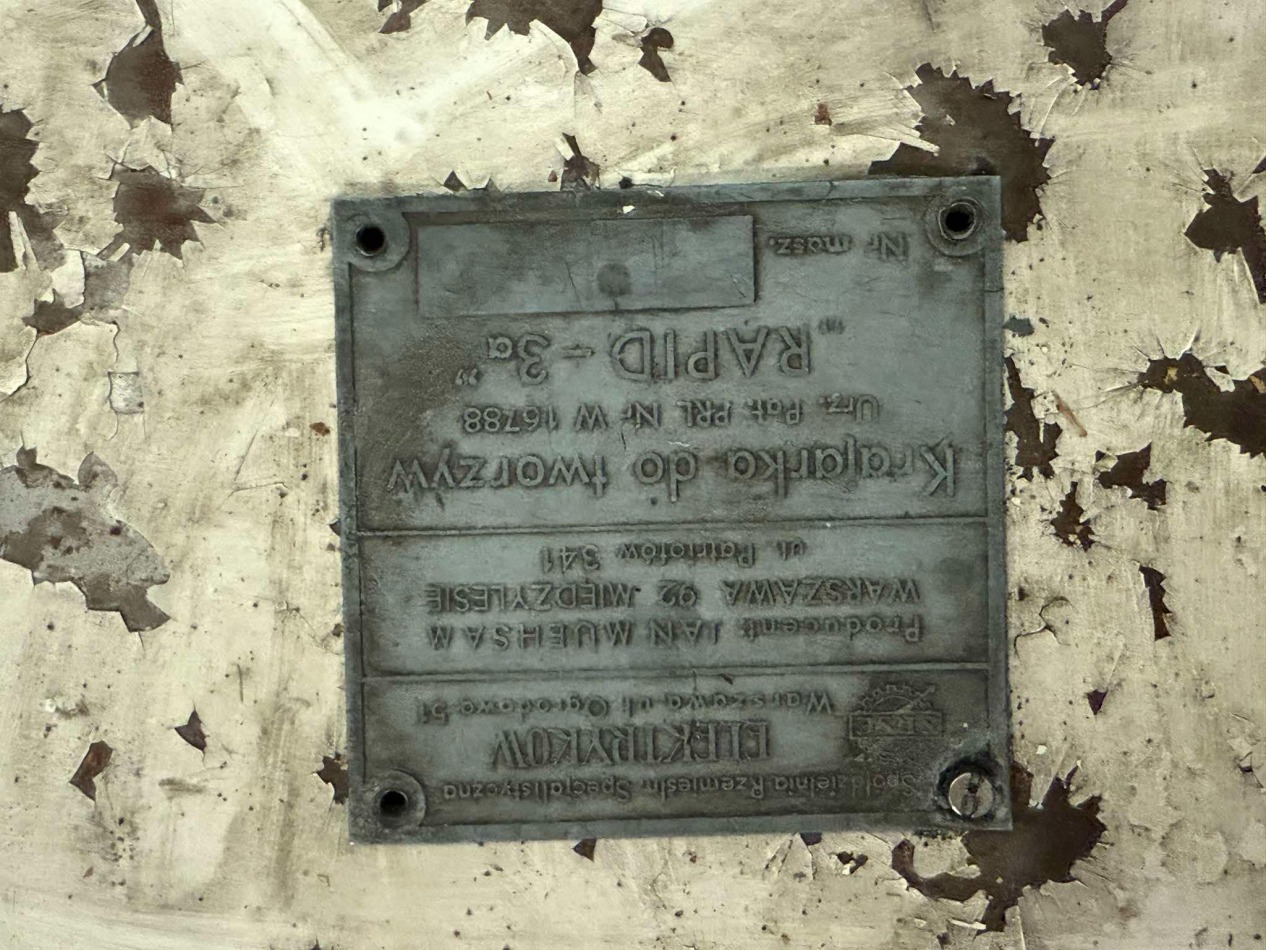 Spółdzielnia Rzemieśln. Specjalistyczna
ELEKTRYKÓW
Warszawa ul. Ogrodowa 51
Producent: JAN MUEHSAM
WARSZAWA 92 MIEDZYLESIE
ul. Patriotów 341
Krajarka do tworzyw
Urz. Pat. PRL Nr W 16788
„RAPID - 3a”
Nr masz.